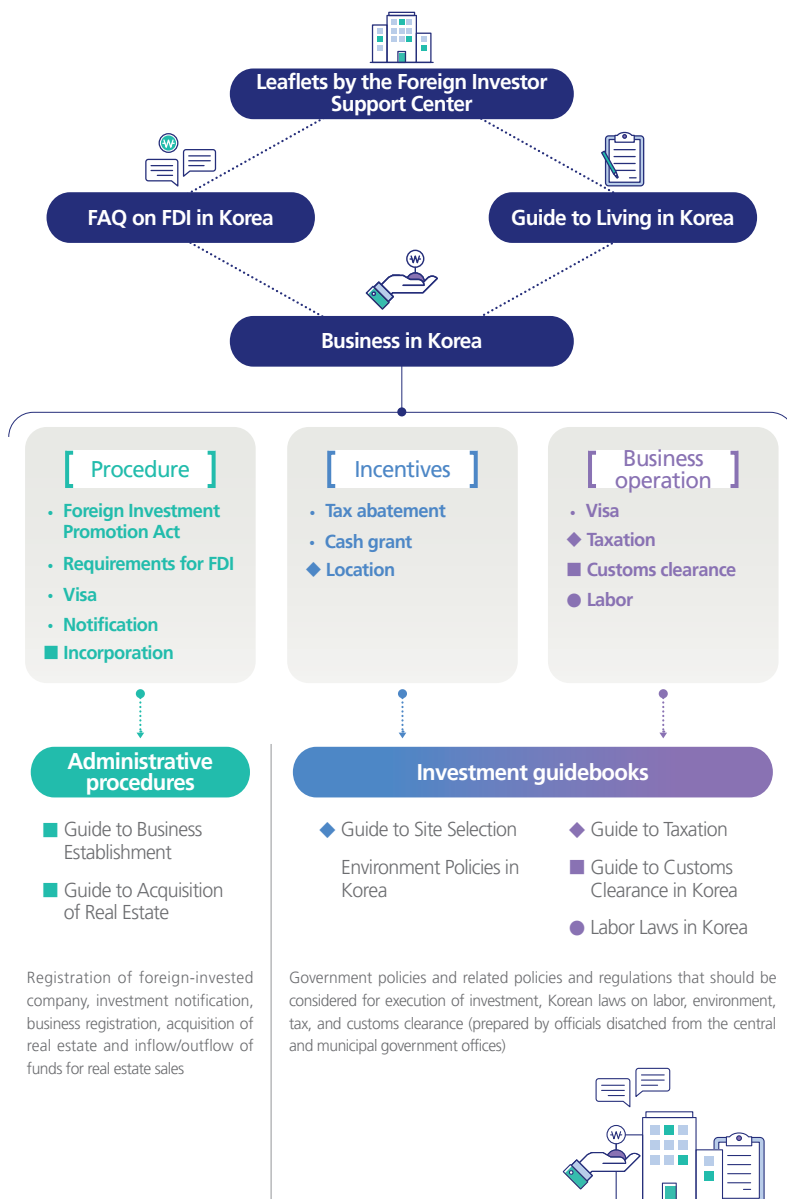 Leaflets by the Foreign Investor
Support Center
FAQ on FDI in Korea
Guide to Living in Korea
Business in Korea
[ Procedure ]
• Foreign Investment
Promotion Act
• Requirements for FDI
• Visa
• Notification
■ Incorporation
[ Incentives ]
• Tax abatement
• Cash grant
◆ Location
[ Business
operation ]
• Visa
◆ Taxation
■ Customs clearance
● Labor
Administrative
procedures
■ Guide to Business
Establishment
■ Guide to Acquisition
of Real Estate
Registration of foreign-invested
company, investment notification,
business registration, acquisition of
real estate and inflow/outflow of
funds for real estate sales
Investment guidebooks
◆ Guide to Site Selection
Environment Policies in
Korea
◆ Guide to Taxation
■ Guide to Customs
Clearance in Korea
● Labor Laws in Korea
Government policies and related policies and regulations that should be
considered for execution of investment, Korean laws on labor, environment,
tax, and customs clearance (prepared by officials disatched from the central
and municipal government offices)